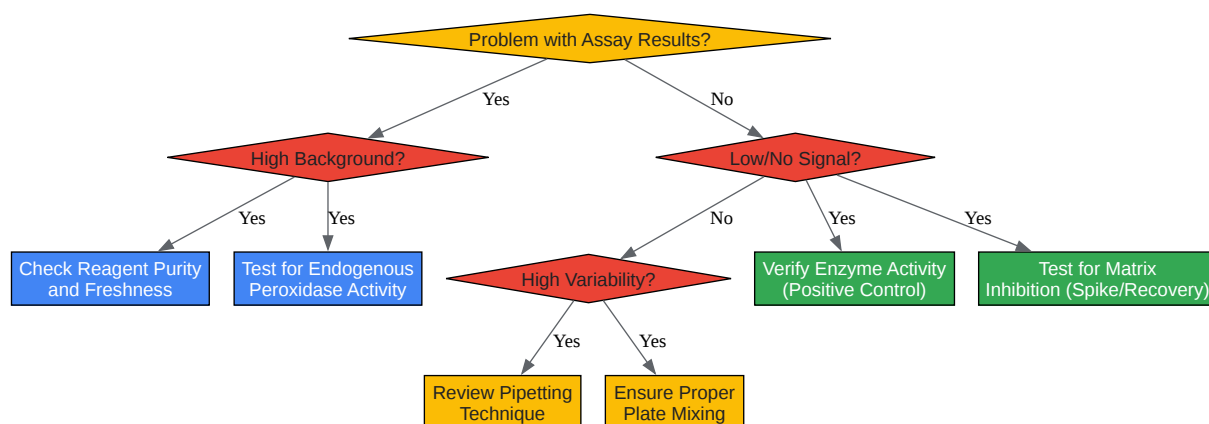 Problem with Assay Results?
Yes
No
High Background?
Low/No Signal?
Yes
Yes
No
Yes
Yes
Check Reagent Purity
and Freshness
Test for Endogenous
Peroxidase Activity
High Variability?
Verify Enzyme Activity
(Positive Control)
Test for Matrix
Inhibition (Spike/Recovery)
Yes
Yes
Review Pipetting
Technique
Ensure Proper
Plate Mixing